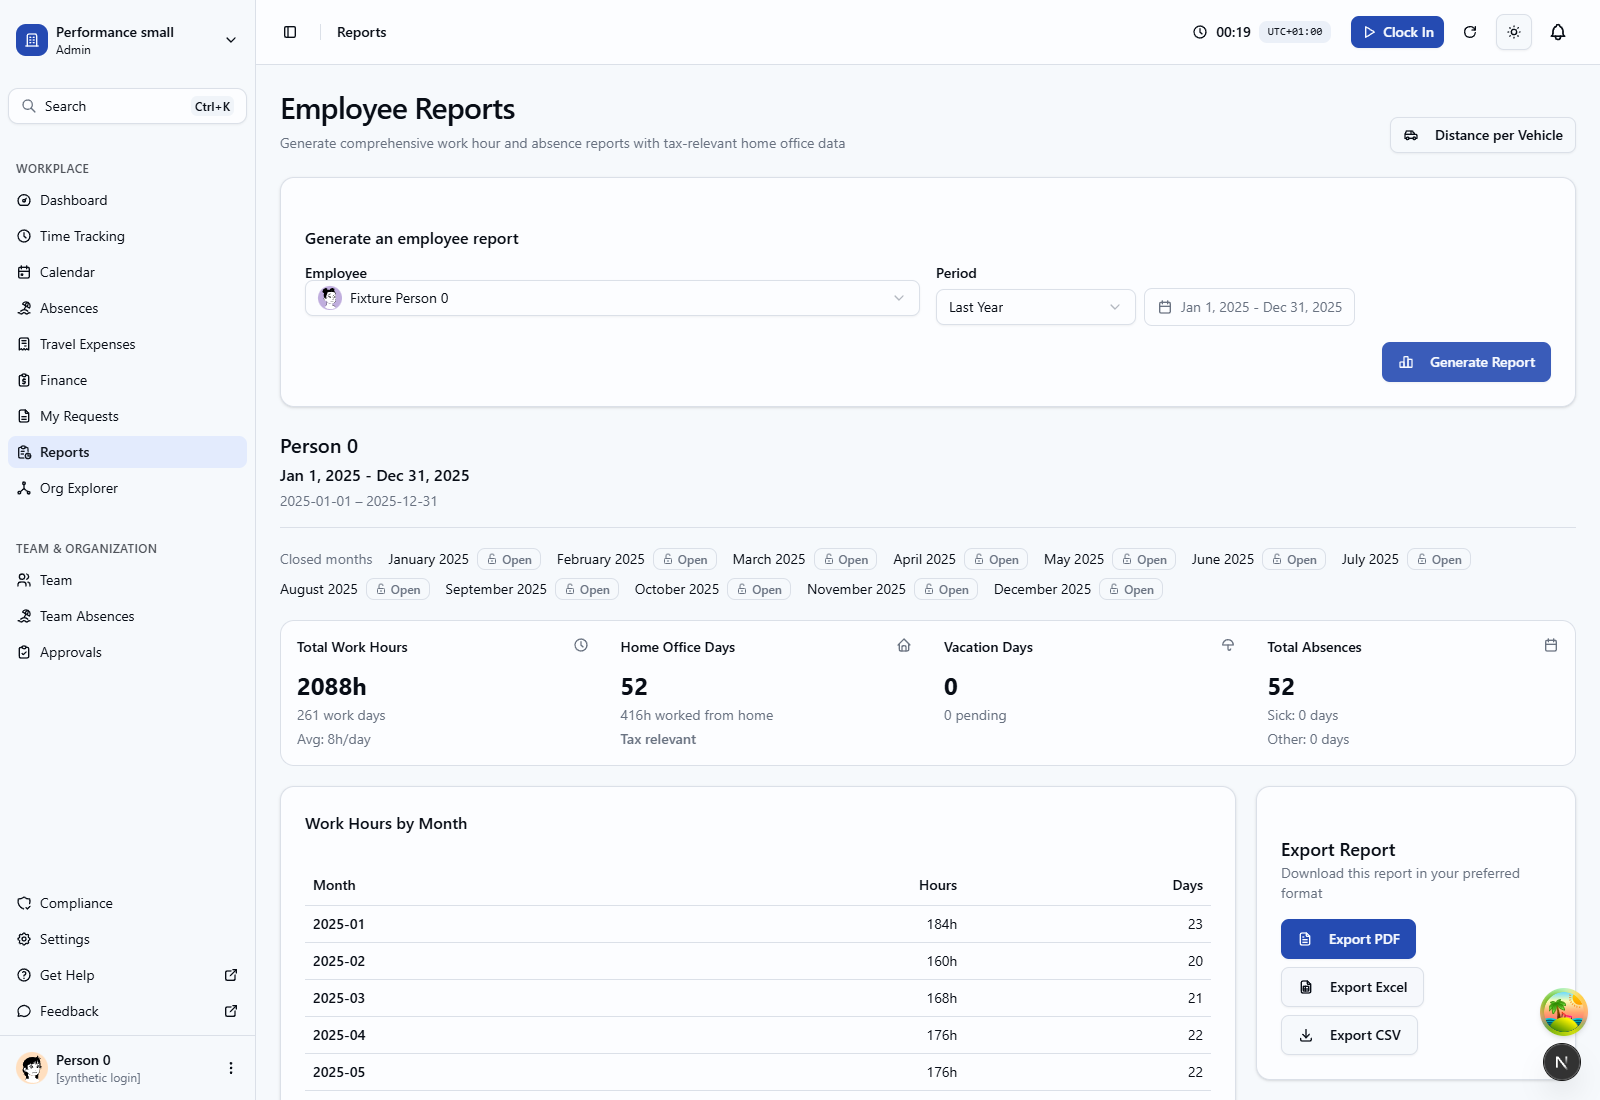 Performance small
Admin
Search
Ctrl+K
WORKPLACE
Dashboard
Time Tracking
Calendar
Absences
Travel Expenses
Finance
My Requests
Reports
Org Explorer
TEAM & ORGANIZATION
Team
Team Absences
Approvals
Compliance
Settings
Get Help
Feedback
Person 0
[synthetic login]
Reports
00:19
UTC+01:00
Clock In
Employee Reports
Generate comprehensive work hour and absence reports with tax-relevant home office data
Distance per Vehicle
Generate an employee report
Employee
Fixture Person 0
Period
Last Year
Jan 1, 2025 - Dec 31, 2025
Generate Report
Person 0
Jan 1, 2025 - Dec 31, 2025
2025-01-01 – 2025-12-31
Closed months January 2025 Open February 2025 Open March 2025 Open April 2025 Open May 2025 Open June 2025 Open July 2025 Open
August 2025 Open September 2025 Open October 2025 Open November 2025 Open December 2025 Open
Total Work Hours
2088h
261 work days
Avg: 8h/day
Home Office Days
52
416h worked from home
Tax relevant
Vacation Days
0
0 pending
Total Absences
52
Sick: 0 days
Other: 0 days
Work Hours by Month
Month Hours Days
2025-01 184h 23
2025-02 160h 20
2025-03 168h 21
2025-04 176h 22
2025-05 176h 22
Export Report
Download this report in your preferred
format
Export PDF
Export Excel
Export CSV
N